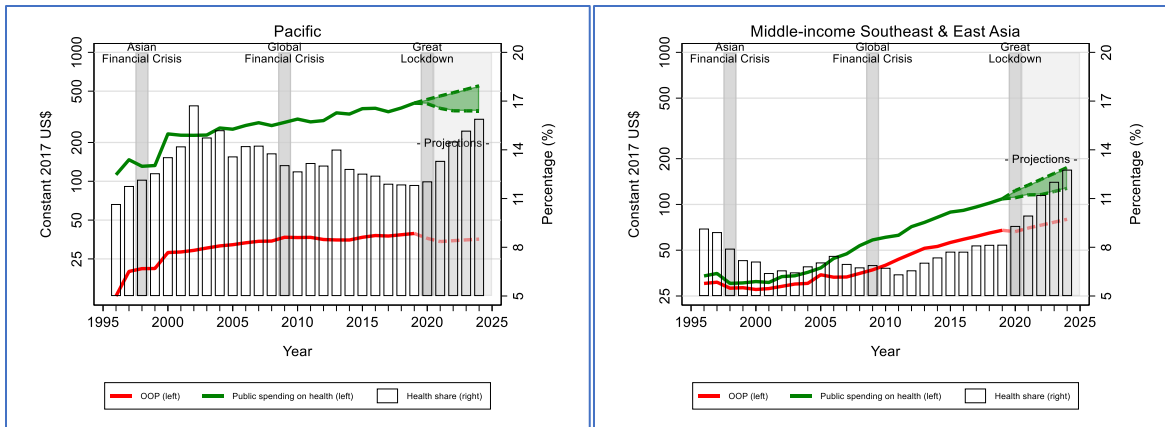 Pacific
Asian
Financial Crisis
Global
Financial Crisis
Great
Lockdown
1000
500
200
100
50
25
Constant 2017 US$
20
17
14
11
8
5
Percentage (%)
- Projections -
1995
2000
2005
2010
2015
2020
2025
Year
OOP (left)
Public spending on health (left)
Health share (right)
Middle-income Southeast & East Asia
Asian
Financial Crisis
Global
Financial Crisis
Great
Lockdown
1000
500
200
100
50
25
Constant 2017 US$
20
17
14
11
8
5
Percentage (%)
- Projections -
1995
2000
2005
2010
2015
2020
2025
Year
OOP (left)
Public spending on health (left)
Health share (right)